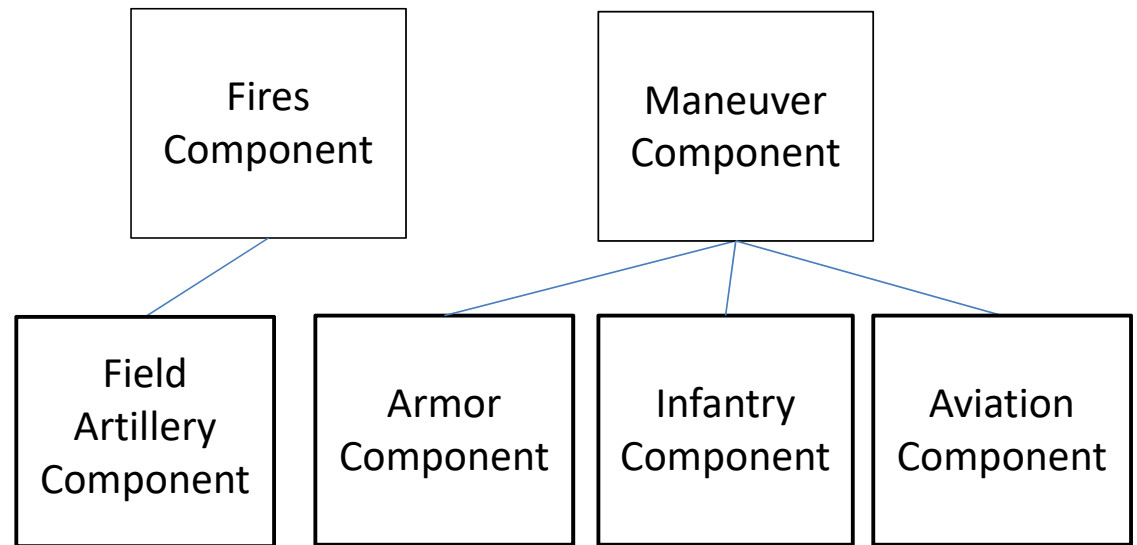 Fires
Component
Maneuver
Component
Field
Artillery
Component
Armor
Component
Infantry
Component
Aviation
Component